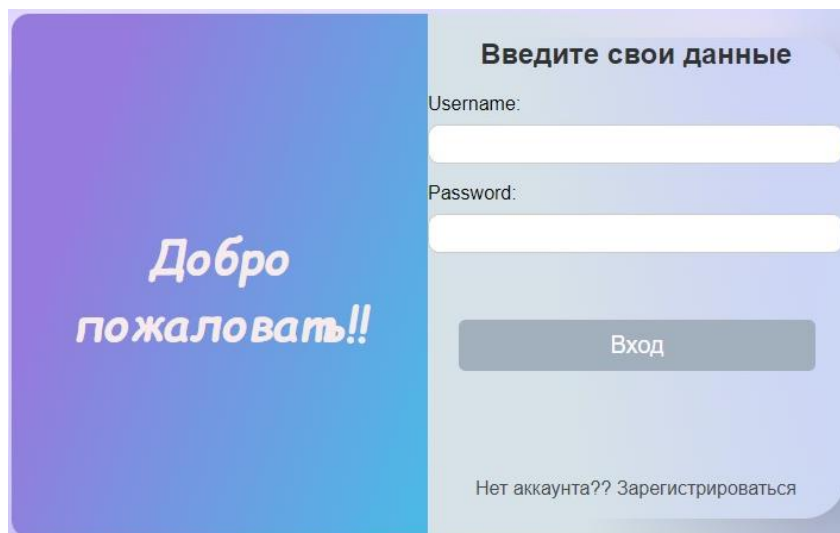 Добро
пожаловать!!
Введите свои данные
Username:
Password:
Вход
Нет аккаунта?? Зарегистрироваться